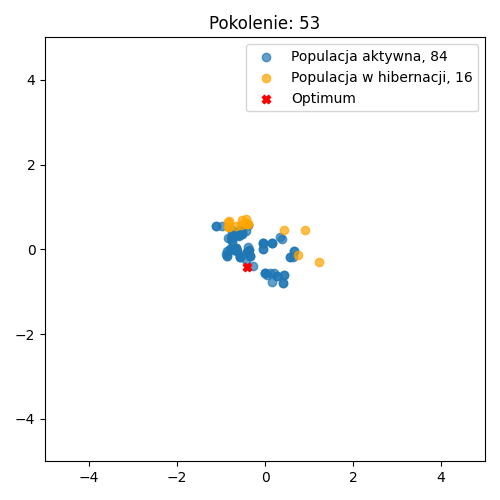 Pokolenie: 53
Populacja aktywna, 84
Populacja w hibernacji, 16
Optimum
4
2
0
−2
−4
−4
−2
0
2
4